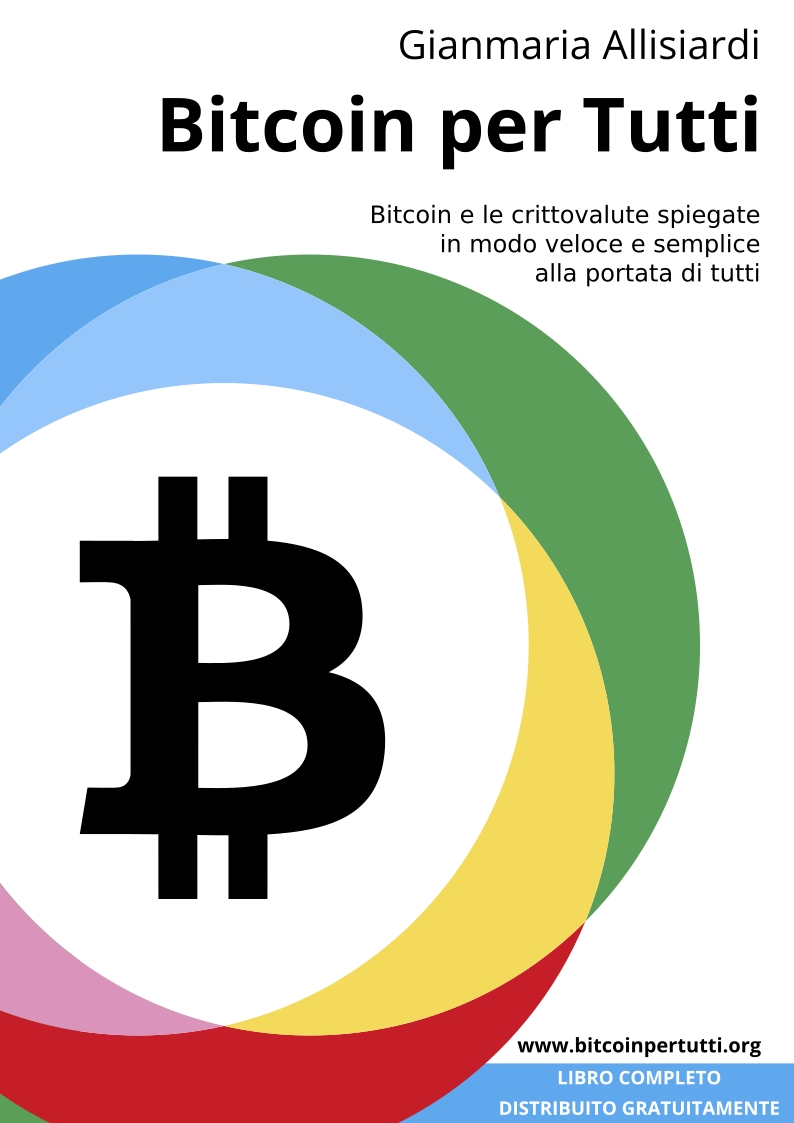 Gianmaria Allisiardi
Bitcoin per Tutti
Bitcoin e le crittovalute spiegate
in modo veloce e semplice
alla portata di tutti
www.bitcoinpertutti.org
LIBRO COMPLETO
DISTRIBUITO GRATUITAMENTE